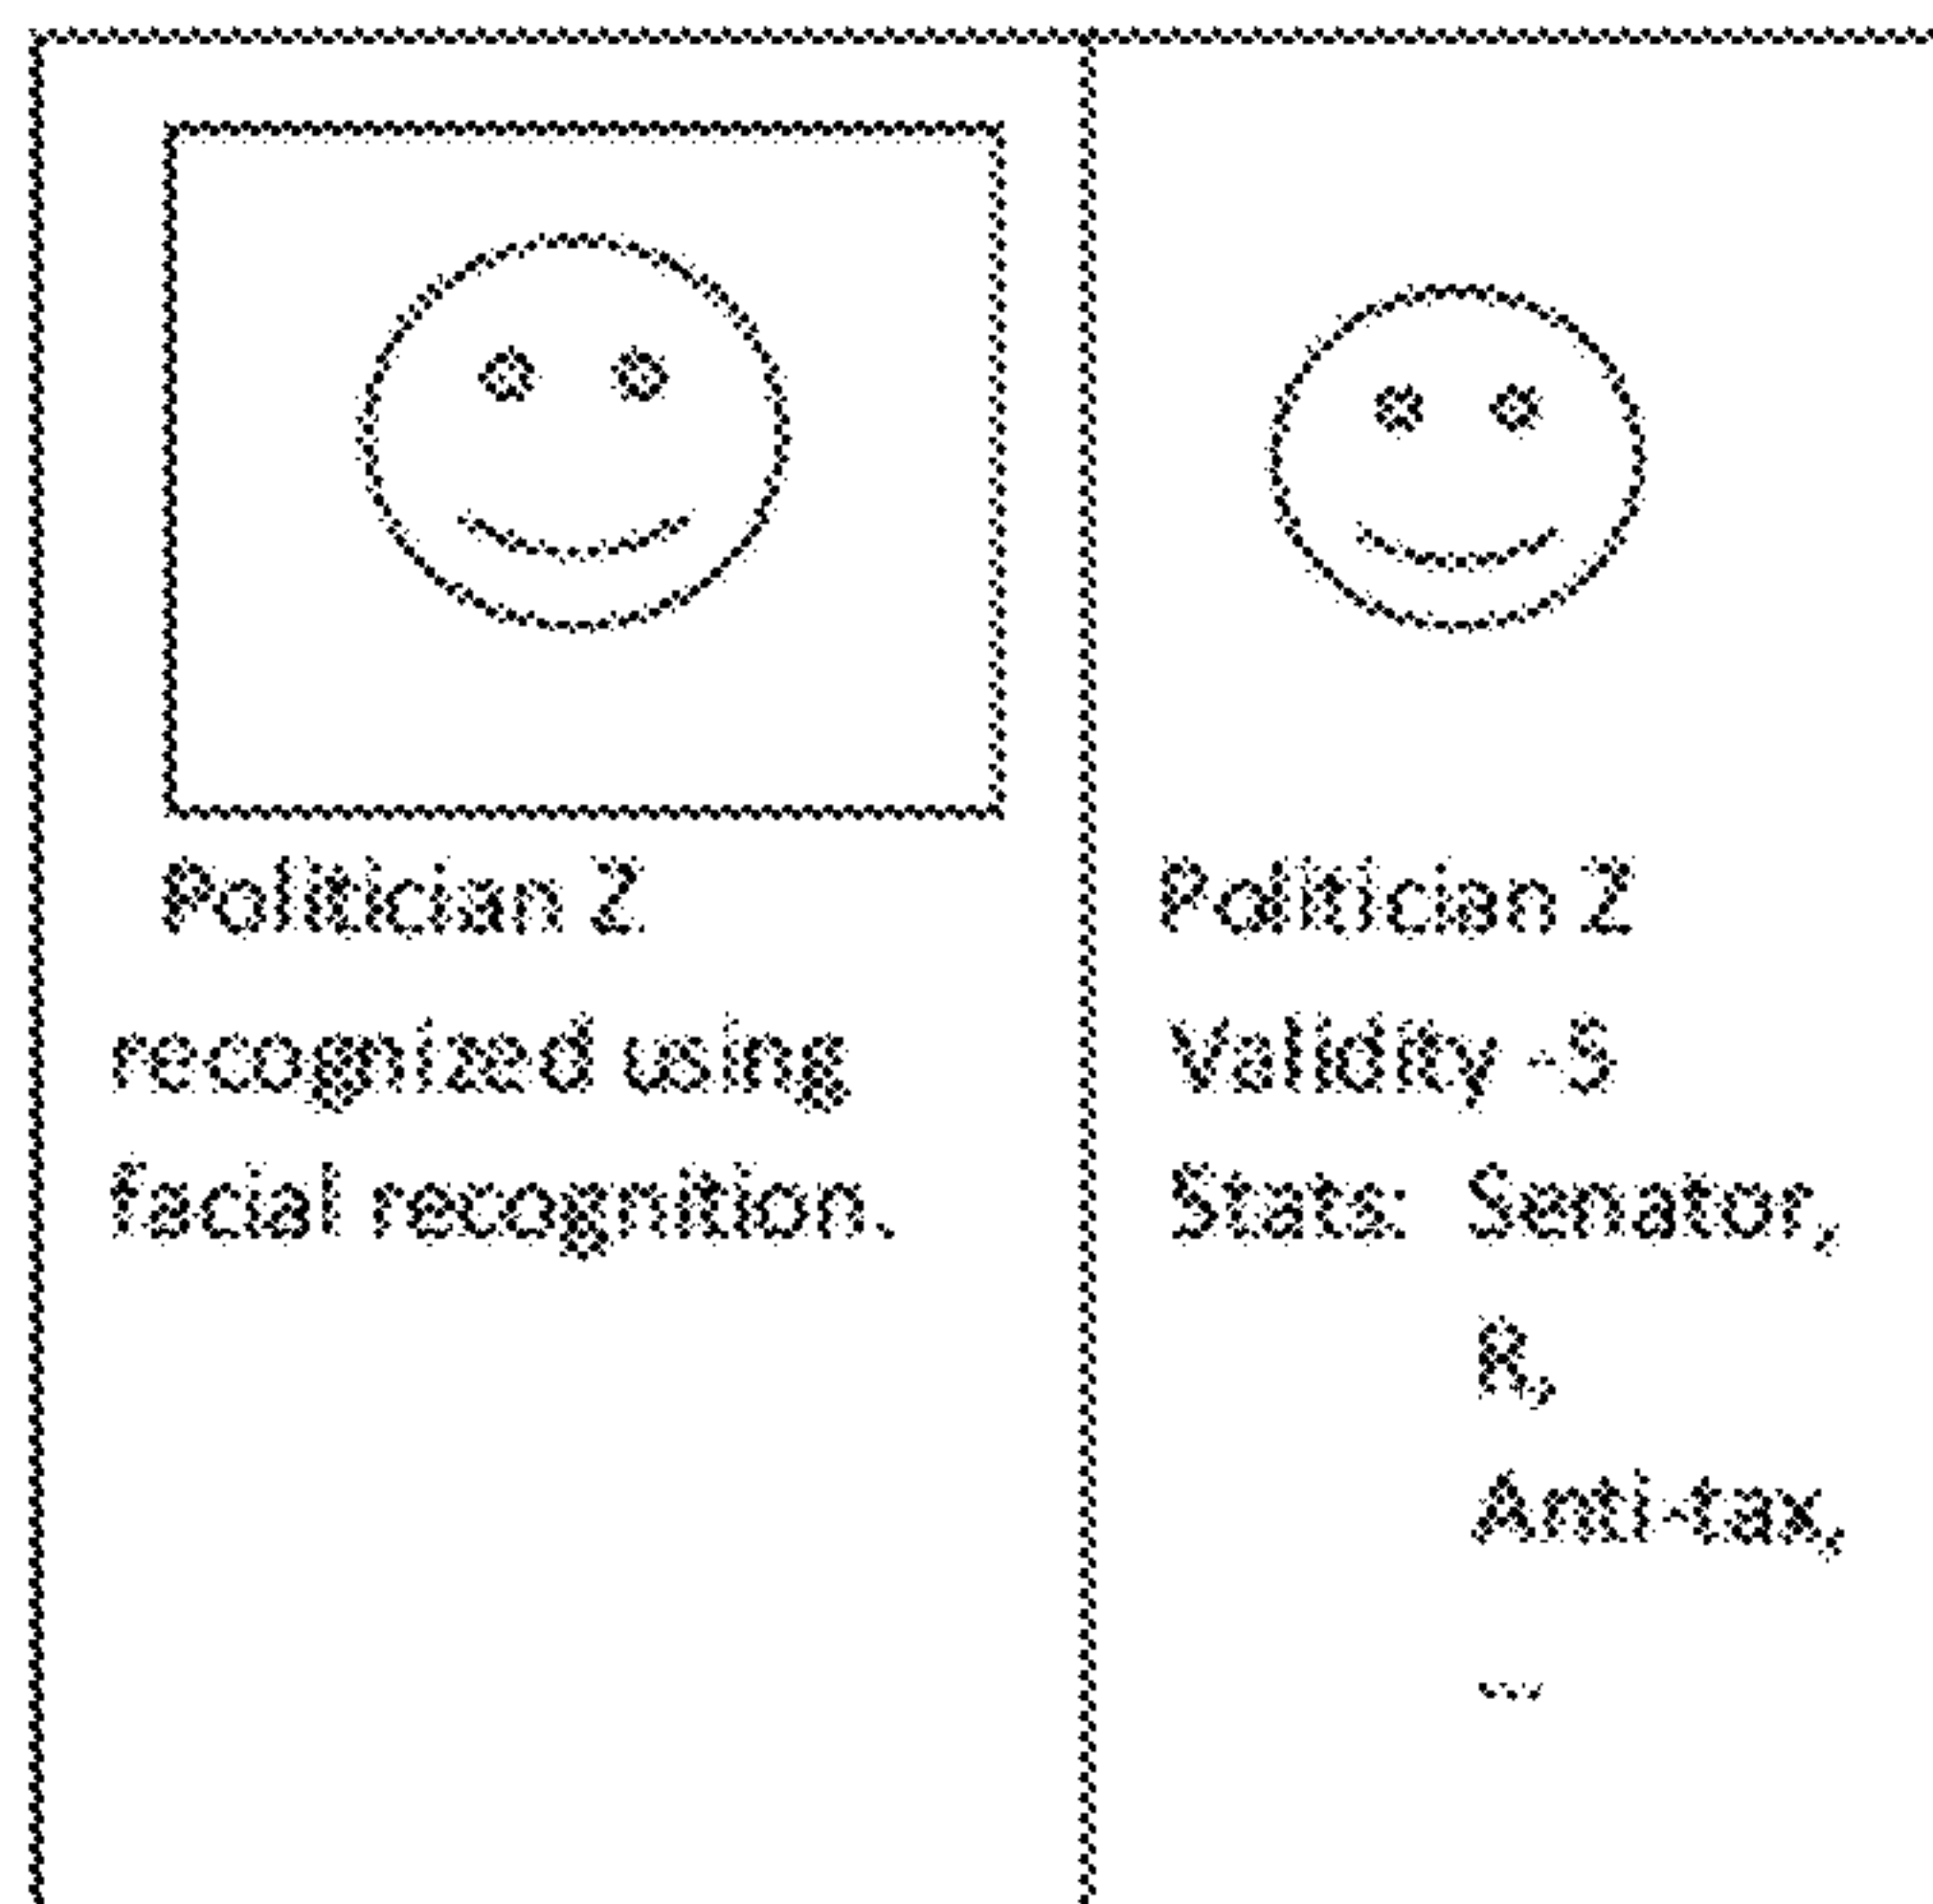 Politician Z
recognized using
facial recognition.
Politician Z
Validity -5
Stats: Senator,
R,
Anti-tax,
...